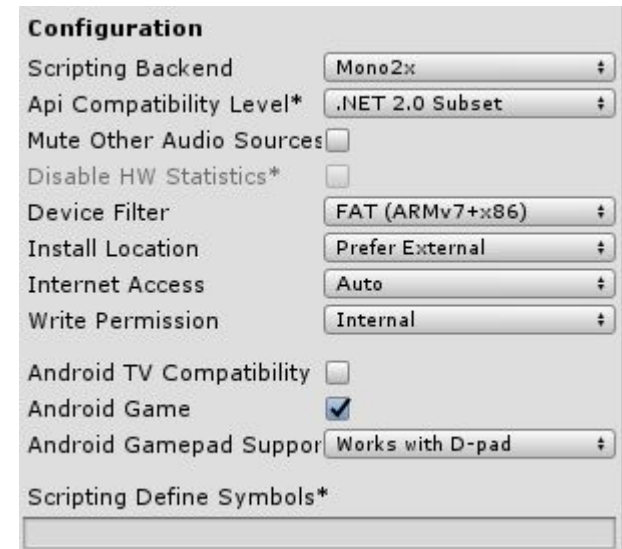 Configuration
Scripting Backend Mono2x
Api Compatibility Level* .NET 2.0 Subset
Mute Other Audio Sources
Disable HW Statistics*
Device Filter FAT (ARMv7+x86)
Install Location Prefer External
Internet Access Auto
Write Permission Internal
Android TV Compatibility
Android Game
Android Gamepad Suppor Works with D-pad
Scripting Define Symbols*